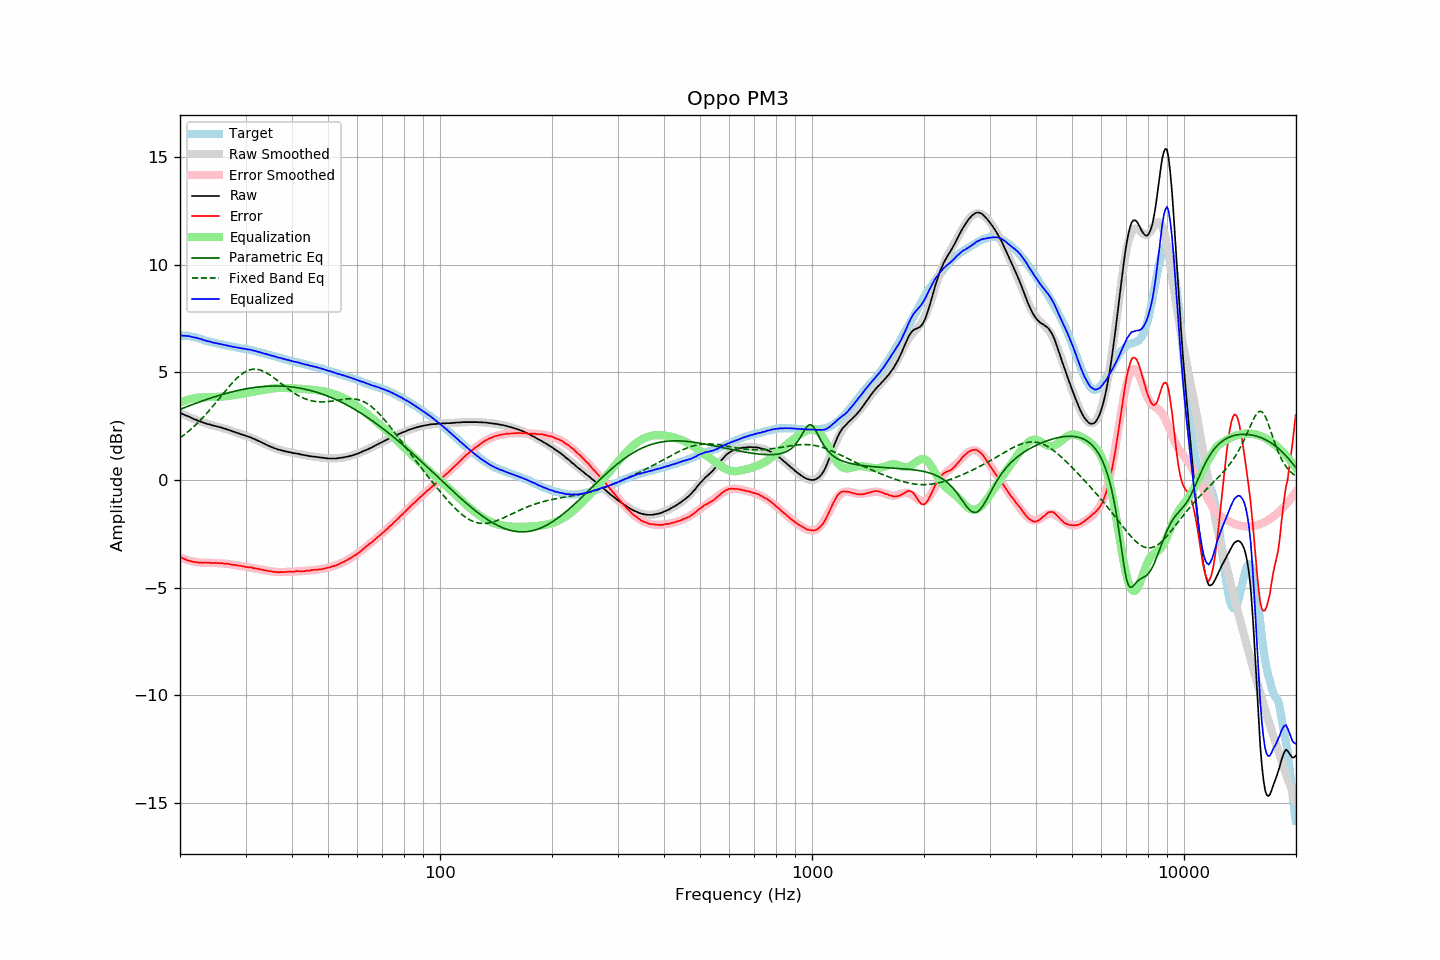 Oppo PM3
Target
Raw Smoothed
Error Smoothed
Raw
Error
Equalization
Parametric Eq
Fixed Band Eq
Equalized
15
10
5
0
−5
−10
−15
Amplitude (dBr)
100
1000
10000
Frequency (Hz)